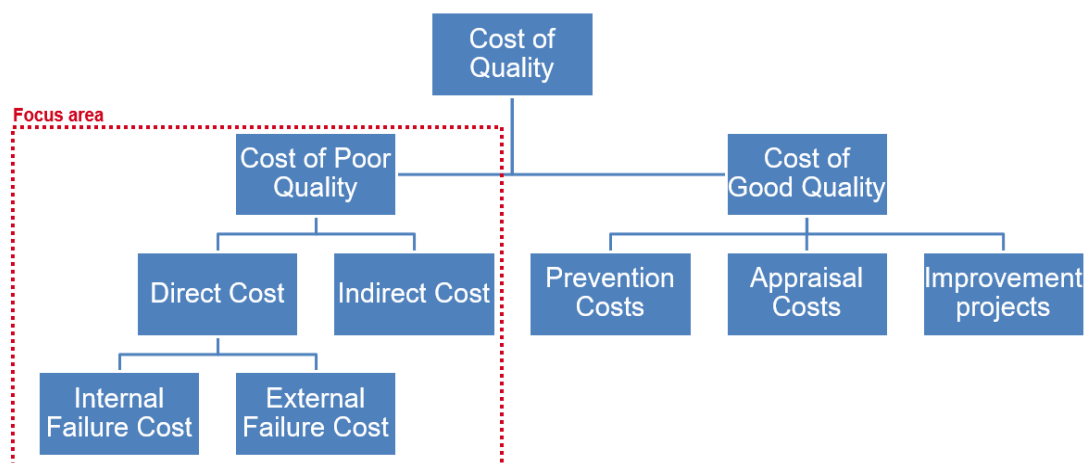 Cost of
Quality
Focus area
Cost of Poor
Quality
Cost of
Good Quality
Direct Cost
Indirect Cost
Prevention
Costs
Appraisal
Costs
Improvement
projects
Internal
Failure Cost
External
Failure Cost